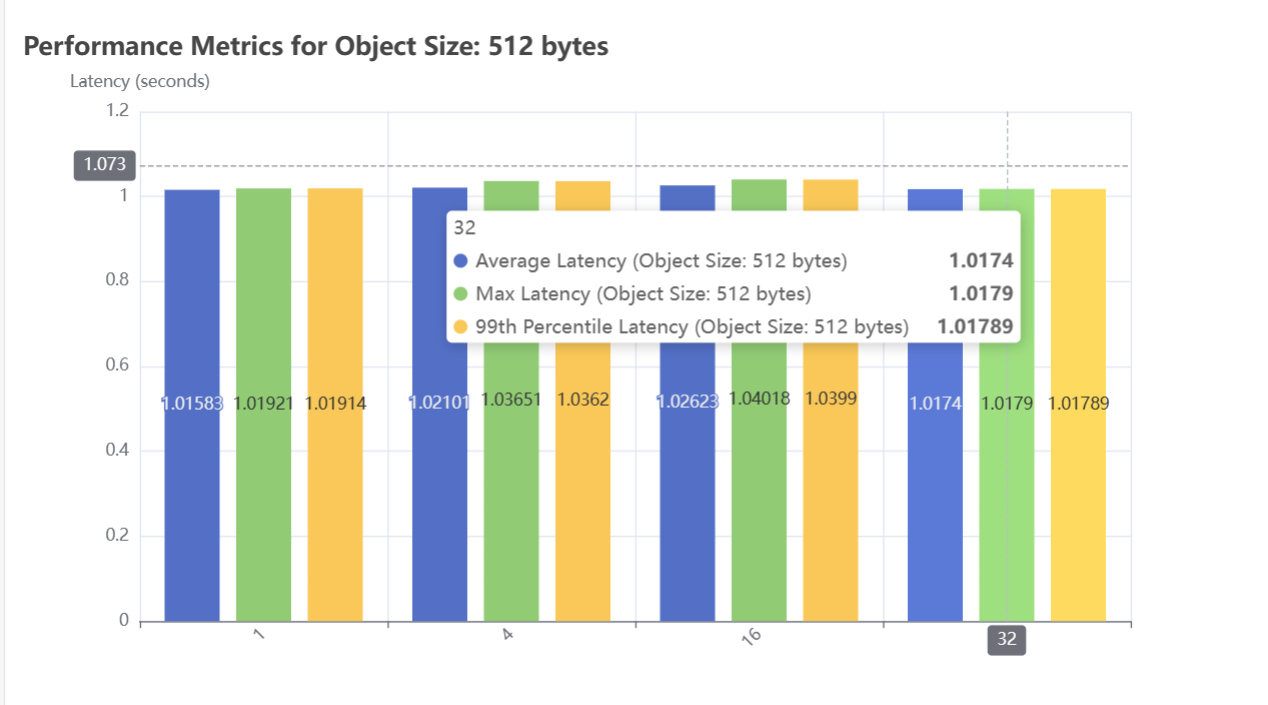 Performance Metrics for Object Size: 512 bytes
Latency (seconds)
1.2
1.073
1
32
Average Latency (Object Size: 512 bytes) 1.0174
Max Latency (Object Size: 512 bytes) 1.0179
99th Percentile Latency (Object Size: 512 bytes) 1.01789
0.8
0.6
1.01583 1.01921 1.01914 1.02101 1.03651 1.0362 1.02623 1.04018 1.0399 1.0174 1.0179 1.01789
0.4
0.2
0
1 4 16 32